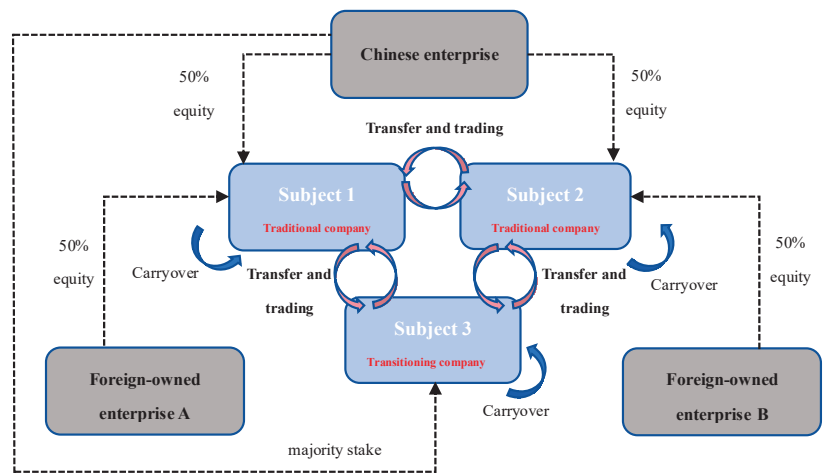 Chinese enterprise
50%
equity
50%
equity
Transfer and trading
Subject 1
Traditional company
Subject 2
Traditional company
50%
equity
Carryover
Transfer and
trading
Transfer and
trading
Carryover
50%
equity
Subject 3
Transitioning company
Foreign-owned
enterprise A
Carryover
Foreign-owned
enterprise B
majority stake